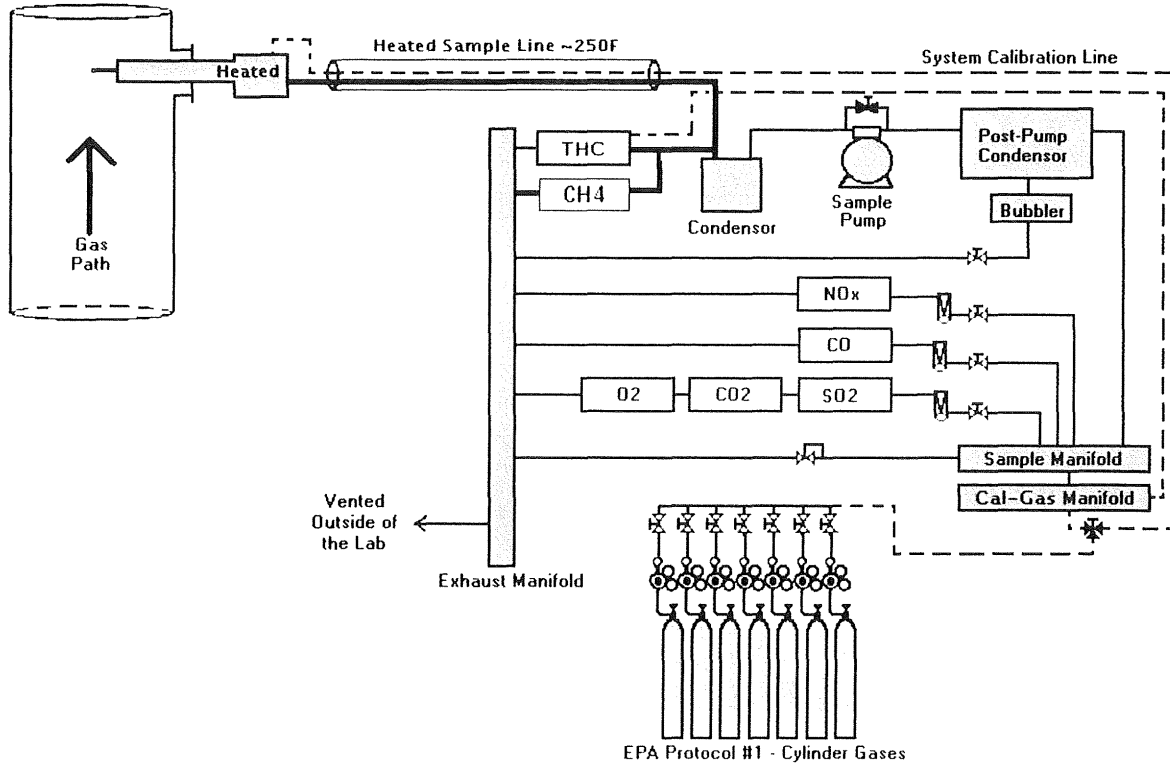 Heated Sample Line ~250F
System Calibration Line
Heated
THC
CH4
Condensor
Sample
Pump
Post-Pump
Condensor
Bubbler
Gas
Path
NOx
CO
O2
CO2
SO2
Sample Manifold
Cal-Gas Manifold
Vented
Outside of
the Lab
Exhaust Manifold
EPA Protocol #1 - Cylinder Gases